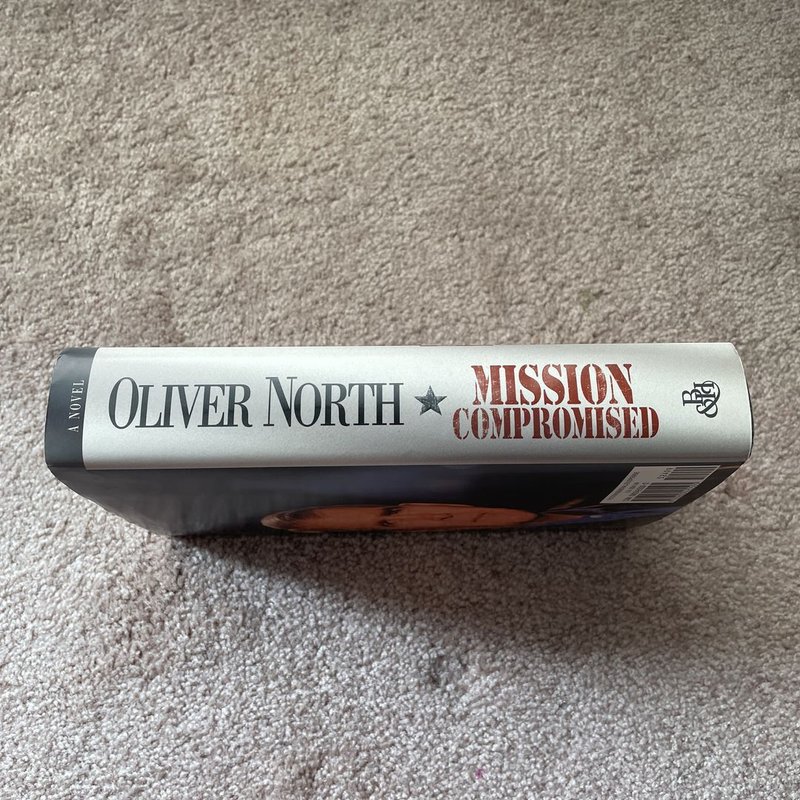 A NOVEL
OLIVER NORTH
MISSION
COMPROMISED
B&H